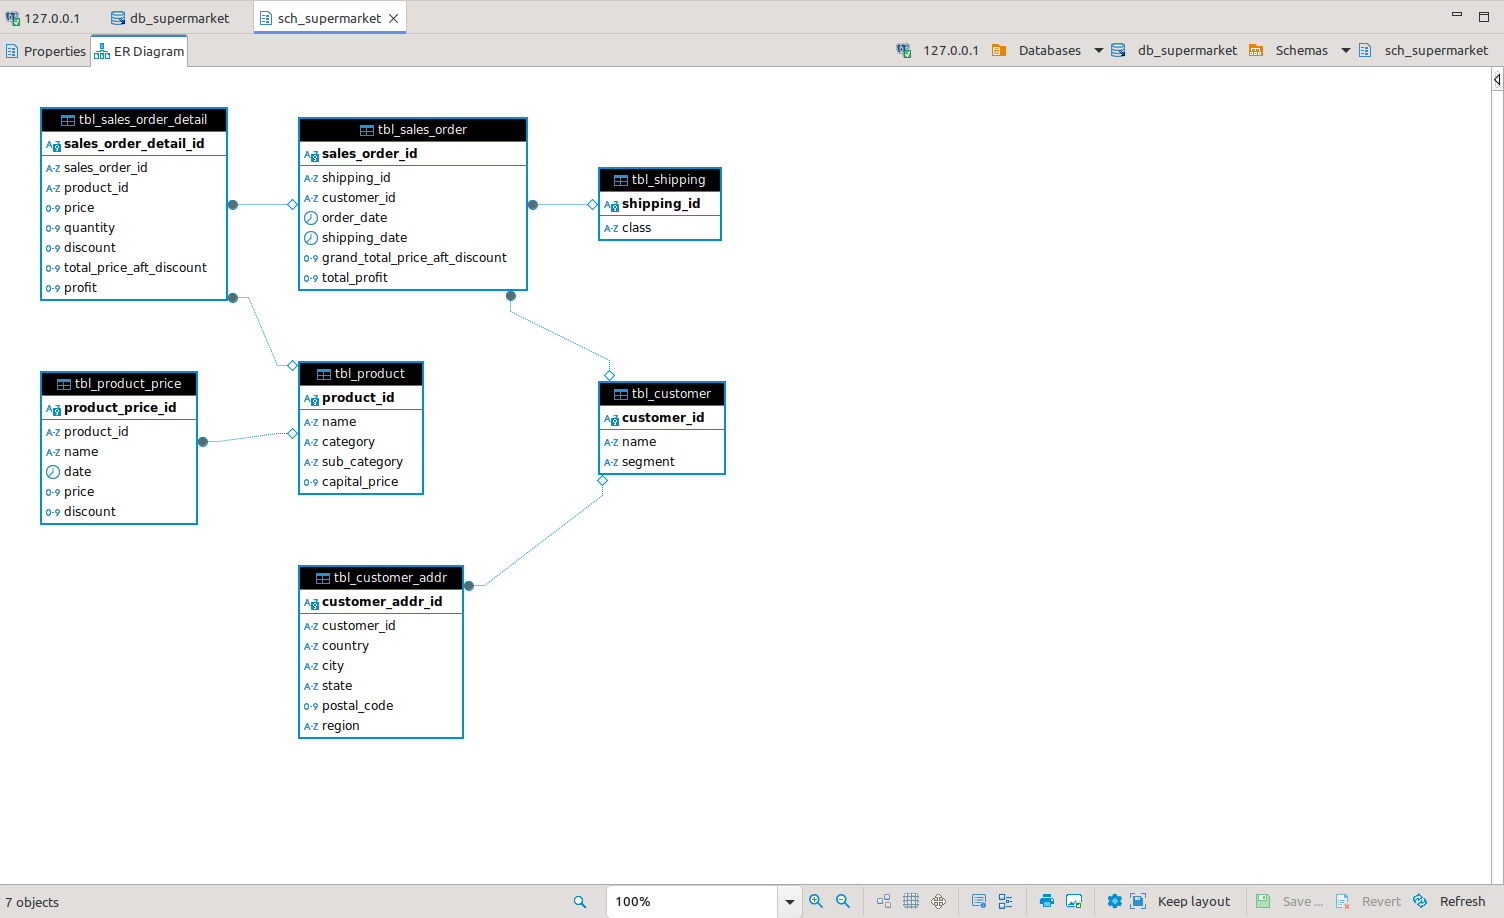 127.0.0.1
db_supermarket
sch_supermarket
Properties
ER Diagram
127.0.0.1
Databases
db_supermarket
Schemas
sch_supermarket
tbl_sales_order_detail
sales_order_detail_id
sales_order_id
product_id
price
quantity
discount
total_price_aft_discount
profit
tbl_sales_order
sales_order_id
shipping_id
customer_id
order_date
shipping_date
grand_total_price_aft_discount
total_profit
tbl_shipping
shipping_id
class
tbl_product_price
product_price_id
product_id
name
date
price
discount
tbl_product
product_id
name
category
sub_category
capital_price
tbl_customer
customer_id
name
segment
tbl_customer_addr
customer_addr_id
customer_id
country
city
state
postal_code
region
7 objects
100%
Keep layout
Save ...
Revert
Refresh